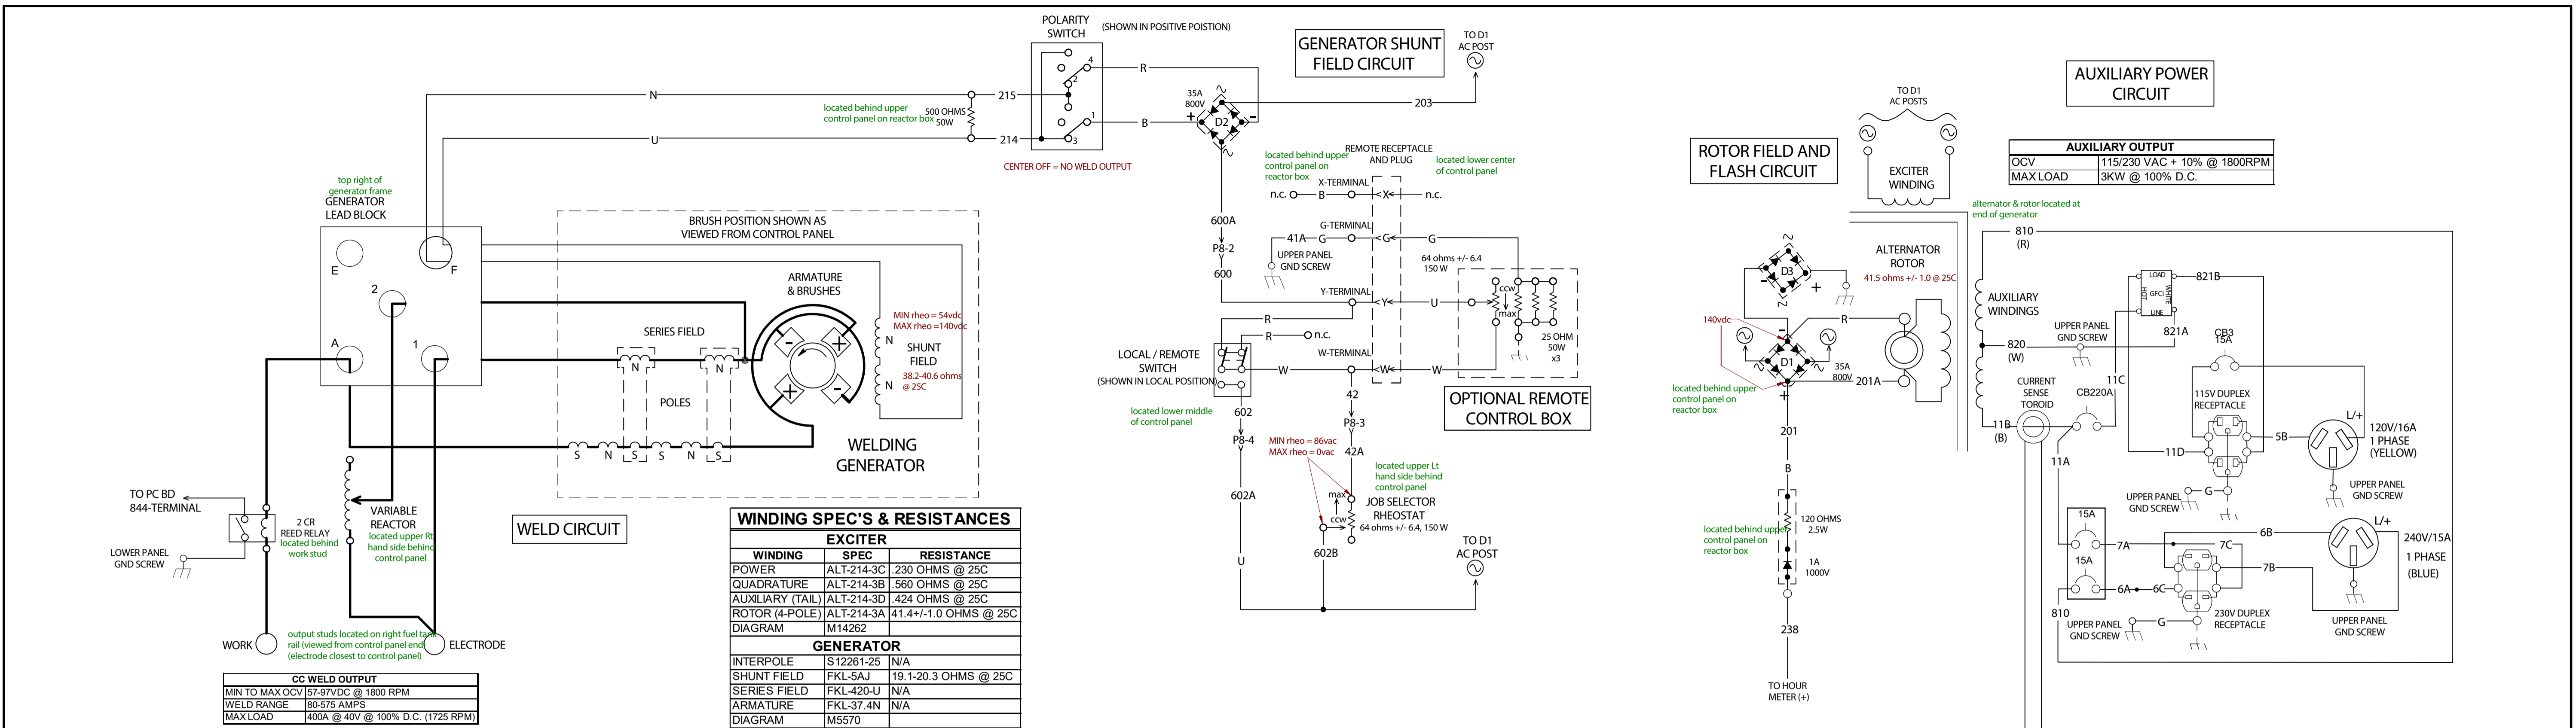 POLARITY
SWITCH
(SHOWN IN POSITIVE POISTION)
4
2
1
3
R
B
N
U
215
214
located behind upper
control panel on reactor box
500 OHMS
50W
CENTER OFF = NO WELD OUTPUT
GENERATOR SHUNT
FIELD CIRCUIT
TO D1
AC POST
203
35A
800V
+
D2
-
600A
P8-2
600
located behind upper
control panel on
reactor box
REMOTE RECEPTACLE
AND PLUG
located lower center
of control panel
X-TERMINAL
n.c.
B
X
n.c.
G-TERMINAL
41A
G
G
G
UPPER PANEL
GND SCREW
64 ohms +/- 6.4
150 W
Y-TERMINAL
Y
U
ccw
max
25 OHM
50W
x3
R
R
n.c.
W-TERMINAL
W
W
W
LOCAL / REMOTE
SWITCH
(SHOWN IN LOCAL POSITION)
located lower middle
of control panel
OPTIONAL REMOTE
CONTROL BOX
602
P8-4
602A
U
42
P8-3
42A
MIN rheo = 86vac
MAX rheo = 0vac
located upper Lt
hand side behind
control panel
max
ccw
JOB SELECTOR
RHEOSTAT
64 ohms +/- 6.4, 150 W
602B
TO D1
AC POST
top right of
generator frame
GENERATOR
LEAD BLOCK
E
F
2
A
1
BRUSH POSITION SHOWN AS
VIEWED FROM CONTROL PANEL
ARMATURE
& BRUSHES
-
+
+
-
SERIES FIELD
N
N
POLES
S
N
S
S
N
S
MIN rheo = 54vdc
MAX rheo =140vdc
N
SHUNT
FIELD
38.2-40.6 ohms
@ 25C
N
WELDING
GENERATOR
WELD CIRCUIT
TO PC BD
844-TERMINAL
2 CR
REED RELAY
located behind
work stud
LOWER PANEL
GND SCREW
VARIABLE
REACTOR
located upper Rt
hand side behind
control panel
WORK
output studs located on right fuel tank
rail (viewed from control panel end)
(electrode closest to control panel)
ELECTRODE
CC WELD OUTPUT
MIN TO MAX OCV 57-97VDC @ 1800 RPM
WELD RANGE 80-575 AMPS
MAX LOAD 400A @ 40V @ 100% D.C. (1725 RPM)
WINDING SPEC'S & RESISTANCES
EXCITER
WINDING SPEC RESISTANCE
POWER ALT-214-3C .230 OHMS @ 25C
QUADRATURE ALT-214-3B .560 OHMS @ 25C
AUXILIARY (TAIL) ALT-214-3D .424 OHMS @ 25C
ROTOR (4-POLE) ALT-214-3A 41.4+/-1.0 OHMS @ 25C
DIAGRAM M14262
GENERATOR
INTERPOLE S12261-25 N/A
SHUNT FIELD FKL-5AJ 19.1-20.3 OHMS @ 25C
SERIES FIELD FKL-420-U N/A
ARMATURE FKL-37.4N N/A
DIAGRAM M5570
ROTOR FIELD AND
FLASH CIRCUIT
TO D1
AC POSTS
EXCITER
WINDING
alternator & rotor located at
end of generator
D3
-
+
ALTERNATOR
ROTOR
41.5 ohms +/- 1.0 @ 25C
140vdc
-
R
D1
35A
800V
+
201A
located behind upper
control panel on
reactor box
201
B
located behind upper
control panel on
reactor box
120 OHMS
2.5W
1A
1000V
238
TO HOUR
METER (+)
AUXILIARY POWER
CIRCUIT
AUXILIARY OUTPUT
OCV 115/230 VAC + 10% @ 1800RPM
MAX LOAD 3KW @ 100% D.C.
810
(R)
AUXILIARY
WINDINGS
820
(W)
UPPER PANEL
GND SCREW
CURRENT
SENSE
TOROID
11B
(B)
CB220A
11C
11A
LOAD
HOT
GFCI
WHITE
LINE
821B
821A
CB3
15A
115V DUPLEX
RECEPTACLE
11D
5B
L/+
120V/16A
1 PHASE
(YELLOW)
G
UPPER PANEL
GND SCREW
UPPER PANEL
GND SCREW
15A
15A
7A
7C
6B
7B
6A
6C
L/+
240V/15A
1 PHASE
(BLUE)
810
UPPER PANEL
GND SCREW
G
230V DUPLEX
RECEPTACLE
UPPER PANEL
GND SCREW